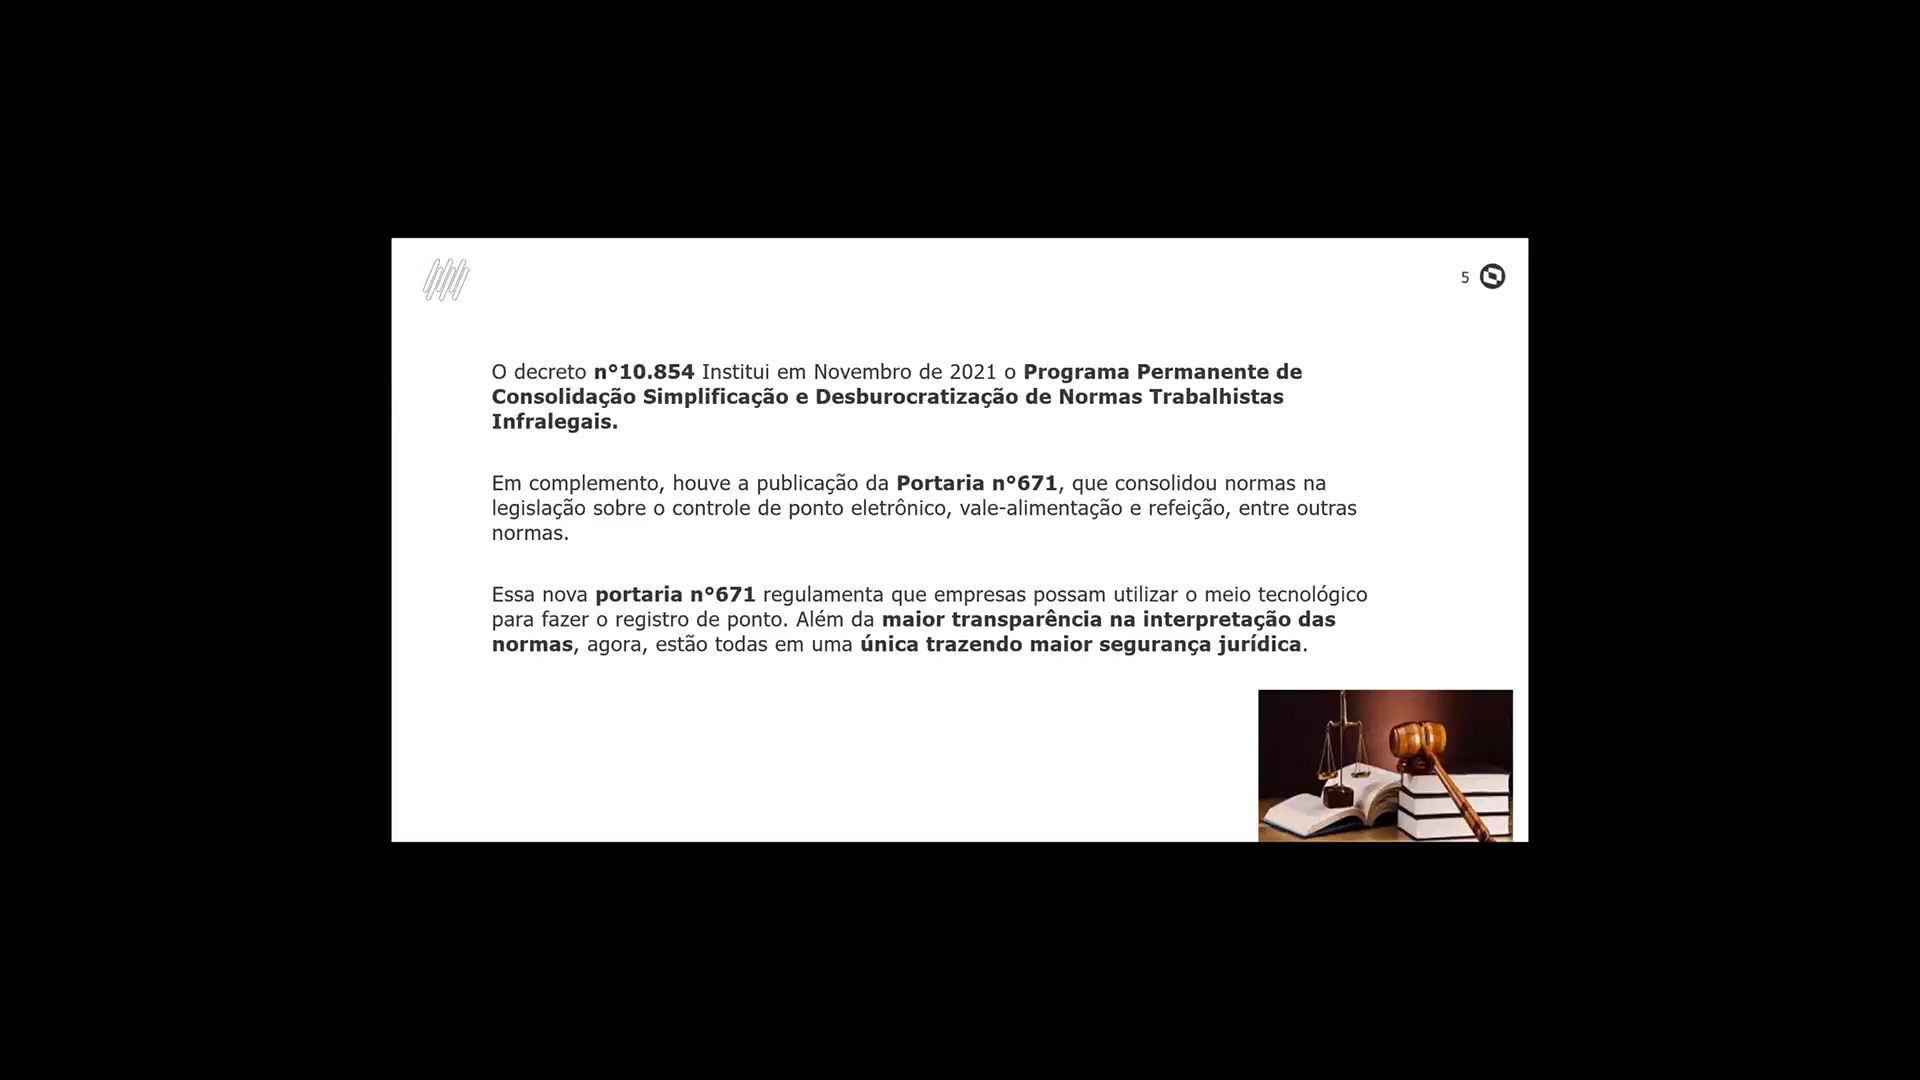 5
O decreto n°10.854 Institui em Novembro de 2021 o Programa Permanente de
Consolidação Simplificação e Desburocratização de Normas Trabalhistas
Infralegais.
Em complemento, houve a publicação da Portaria n°671, que consolidou normas na
legislação sobre o controle de ponto eletrônico, vale-alimentação e refeição, entre outras
normas.
Essa nova portaria n°671 regulamenta que empresas possam utilizar o meio tecnológico
para fazer o registro de ponto. Além da maior transparência na interpretação das
normas, agora, estão todas em uma única trazendo maior segurança jurídica.